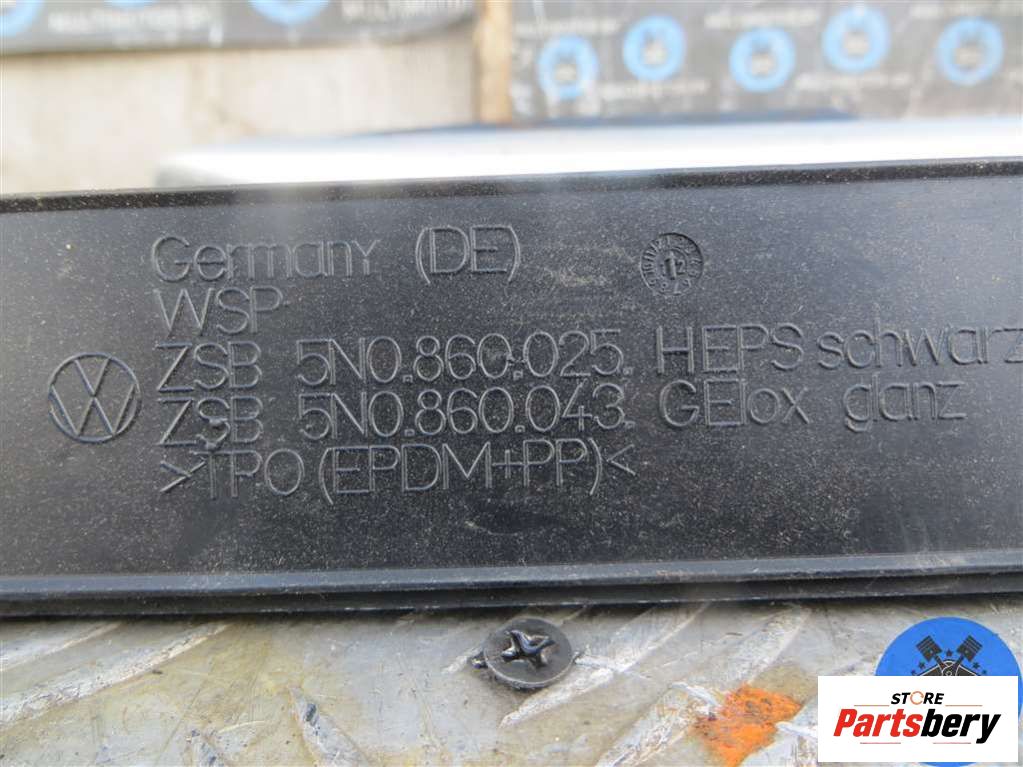 Germany (DE)
WSP
ZSB 5N0.860.025. HEPS schwarz
ZSB 5N0.860.043. GElox glanz
>TPO(EPDM+PP)<
12
STORE
Partsbery